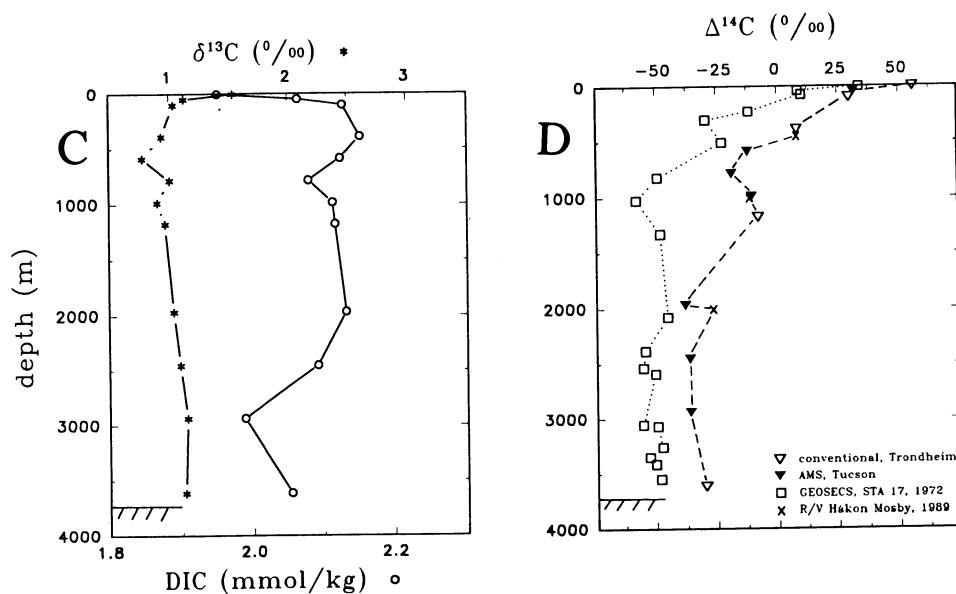 δ¹³C (⁰/₀₀) *
1 2 3
0
1000
2000
3000
4000
depth (m)
C
1.8 2.0 2.2
DIC (mmol/kg) o
Δ¹⁴C (⁰/₀₀)
−50 −25 0 25 50
0
1000
2000
3000
4000
D
▽ conventional, Trondheim
▼ AMS, Tucson
□ GEOSECS, STA 17, 1972
× R/V Håkon Mosby, 1989